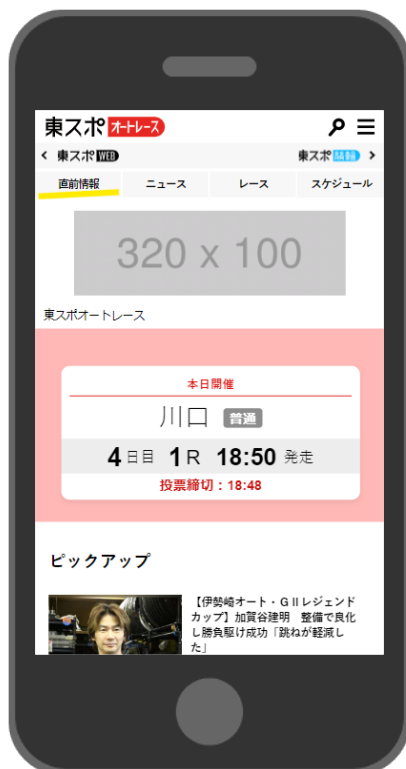 東スポ オートレース
東スポWEB 東スポ競輪
直前情報 ニュース レース スケジュール
320 x 100
東スポオートレース
本日開催
川口 普通
4日目 1R 18:50 発走
投票締切：18:48
ピックアップ
【伊勢崎オート・GⅡレジェンド
カップ】加賀谷建明　整備で良化
し勝負駆け成功「跳ねが軽減し
た」